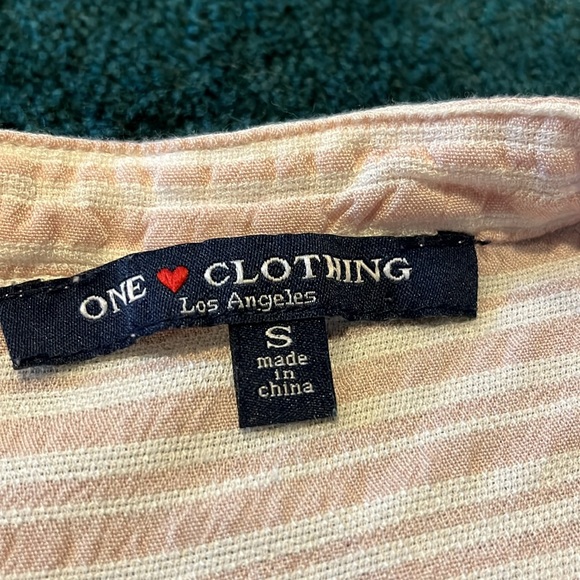 ONE ❤ CLOTHING
Los Angeles
S
made
in
china